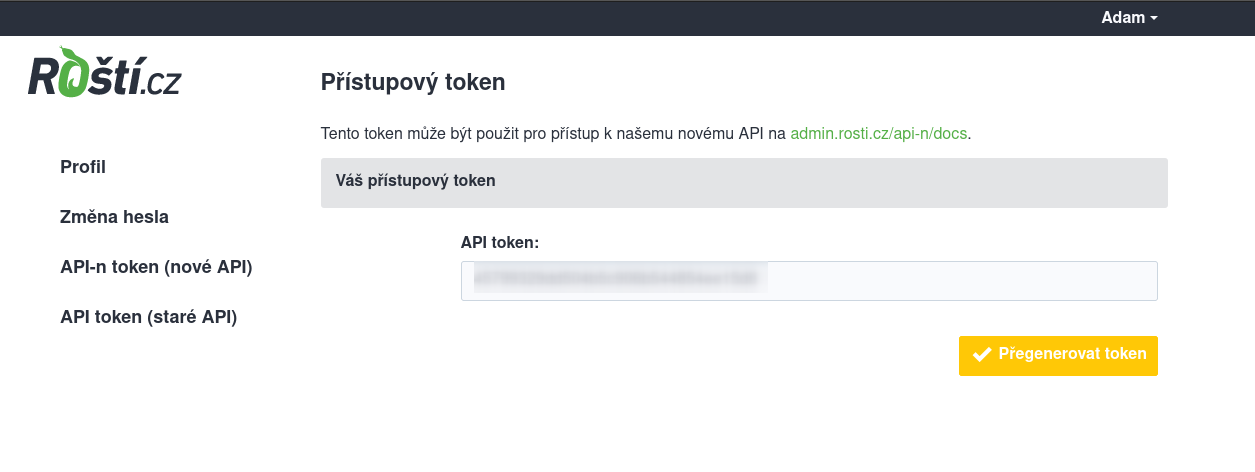 Adam
Roští.cz
Přístupový token
Tento token může být použit pro přístup k našemu novému API na admin.rosti.cz/api-n/docs.
Profil
Váš přístupový token
Změna hesla
API token:
API-n token (nové API)
API token (staré API)
Přegenerovat token